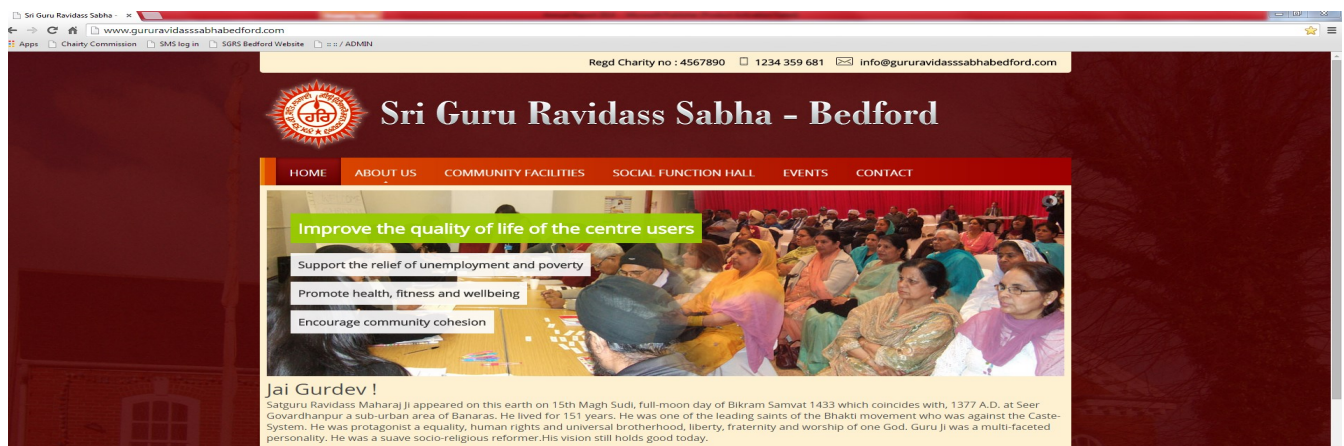 Sri Guru Ravidass Sabha -
www.gururavidasssabhabedford.com
Apps Chairty Commission SMS log in SGRS Bedford Website :: :: / ADMIN
Regd Charity no : 4567890 1234 359 681 info@gururavidasssabhabedford.com
ਹਰਿ
Sri Guru Ravidass Sabha - Bedford
HOME ABOUT US COMMUNITY FACILITIES SOCIAL FUNCTION HALL EVENTS CONTACT
Improve the quality of life of the centre users
Support the relief of unemployment and poverty
Promote health, fitness and wellbeing
Encourage community cohesion
Jai Gurdev !
Satguru Ravidass Maharaj Ji appeared on this earth on 15th Magh Sudi, full-moon day of Bikram Samvat 1433 which coincides with, 1377 A.D. at Seer
Govardhanpur a sub-urban area of Banaras. He lived for 151 years. He was one of the leading saints of the Bhakti movement who was against the Caste-
System. He was protagonist a equality, human rights and universal brotherhood, liberty, fraternity and worship of one God. Guru Ji was a multi-faceted
personality. He was a suave socio-religious reformer.His vision still holds good today.